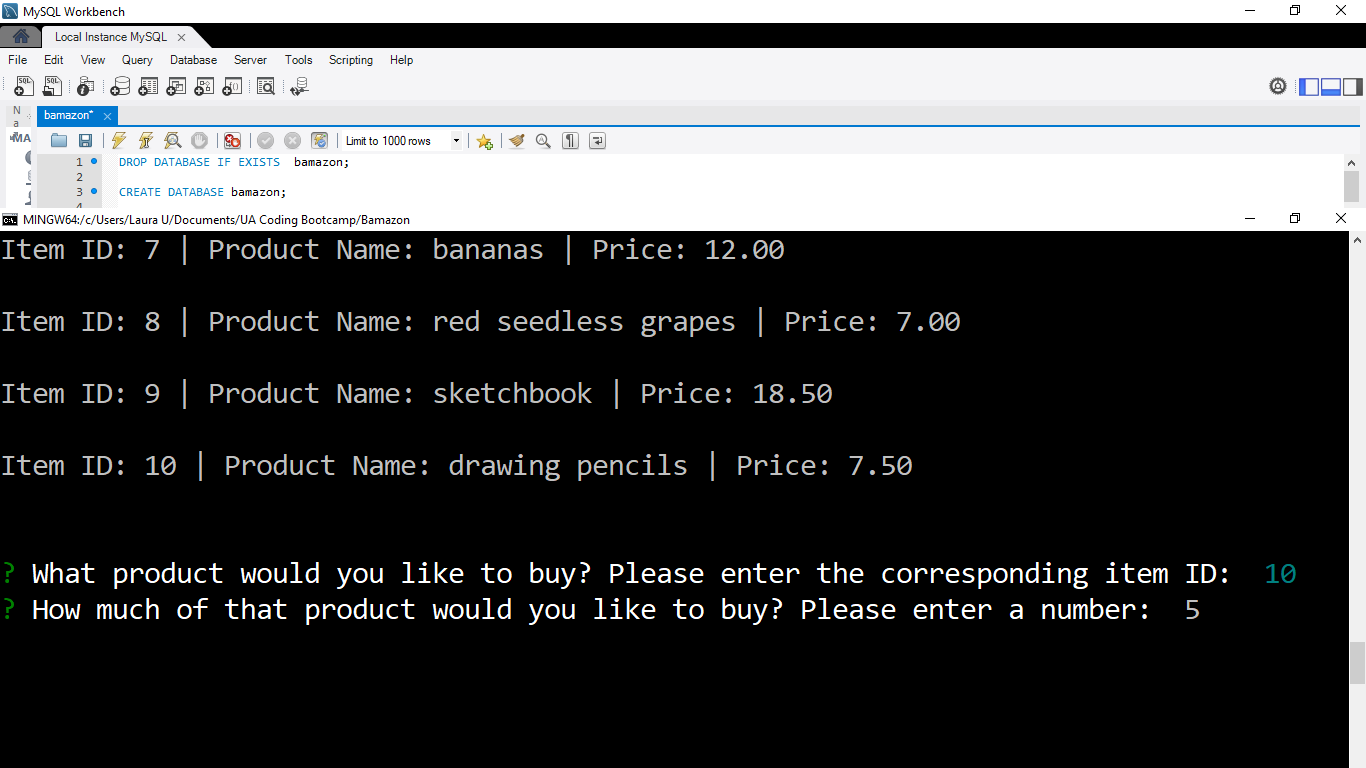 MySQL Workbench
Local Instance MySQL
File Edit View Query Database Server Tools Scripting Help
N
a
MA
bamazon*
Limit to 1000 rows
1 DROP DATABASE IF EXISTS bamazon;
2
3 CREATE DATABASE bamazon;
4
MINGW64:/c/Users/Laura U/Documents/UA Coding Bootcamp/Bamazon
Item ID: 7 | Product Name: bananas | Price: 12.00
Item ID: 8 | Product Name: red seedless grapes | Price: 7.00
Item ID: 9 | Product Name: sketchbook | Price: 18.50
Item ID: 10 | Product Name: drawing pencils | Price: 7.50
? What product would you like to buy? Please enter the corresponding item ID:  10
? How much of that product would you like to buy? Please enter a number:  5